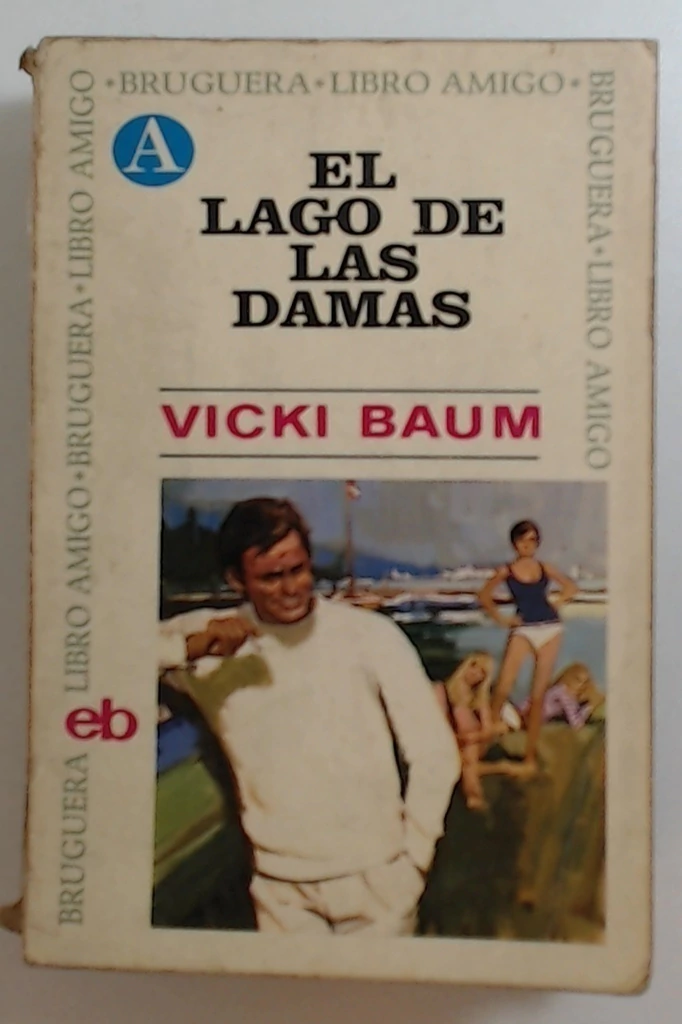 •BRUGUERA•LIBRO AMIGO•
BRUGUERA•LIBRO AMIGO
BRUGUERA LIBRO AMIGO•BRUGUERA•LIBRO AMIGO
A
EL
LAGO DE
LAS
DAMAS
VICKI BAUM
eb